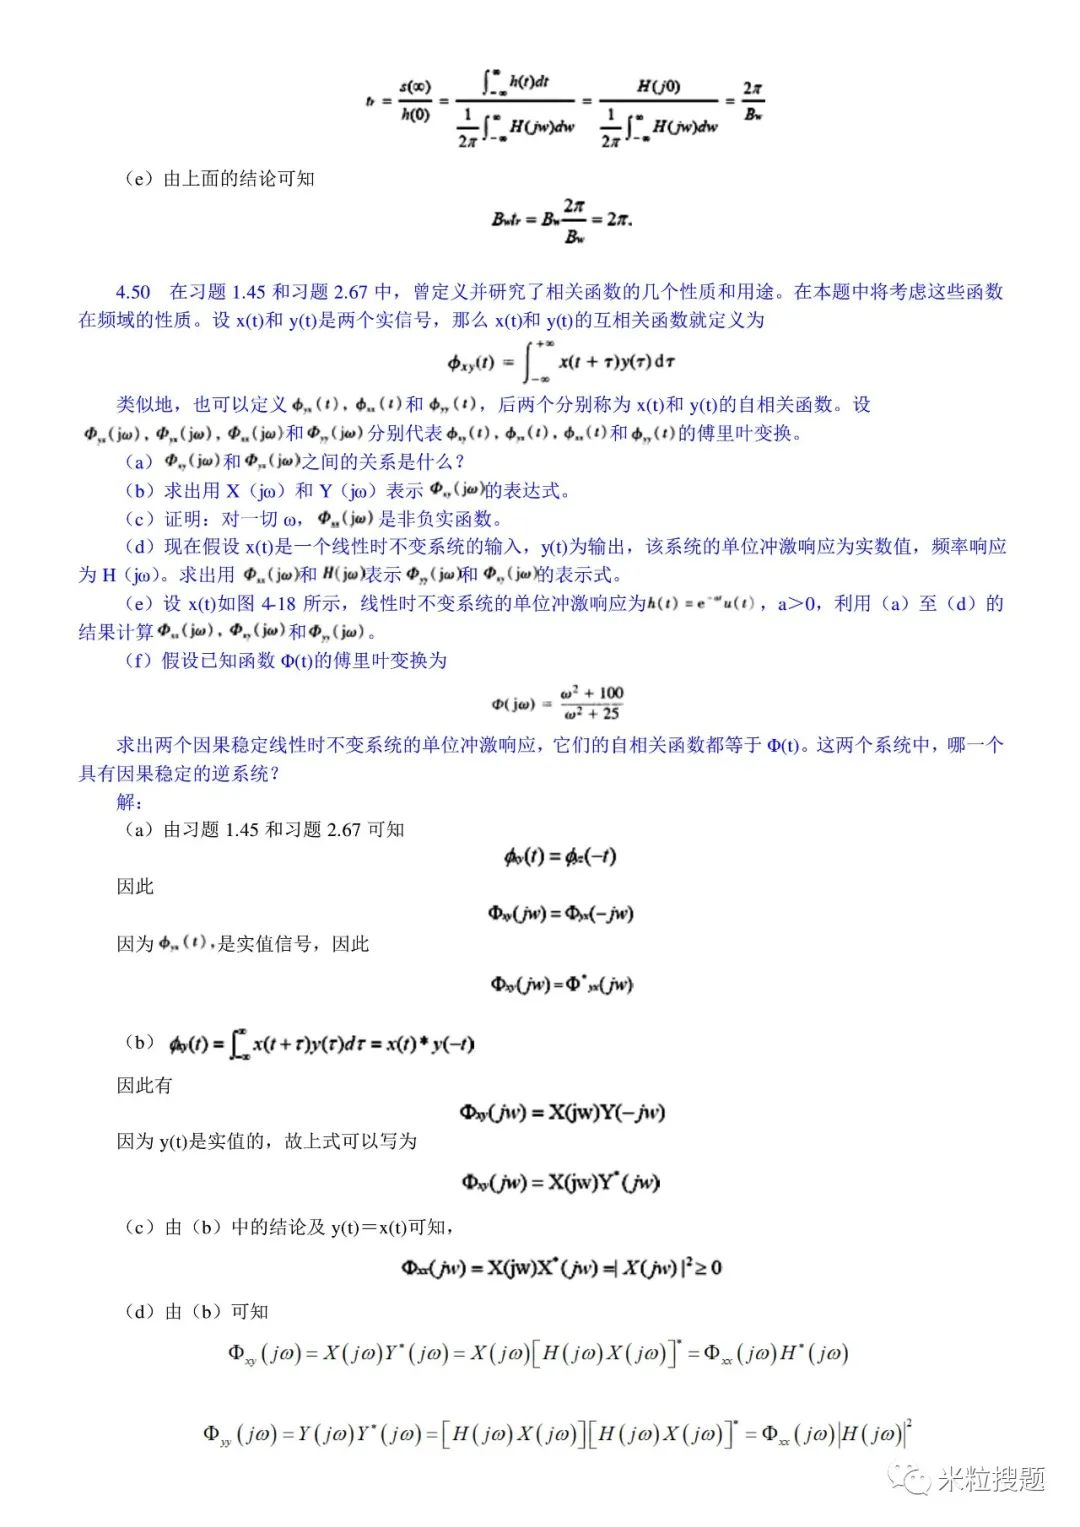 tr = s(∞)/h(0) = ∫_{-∞}^{∞} h(t)dt / (1/2π ∫_{-∞}^{∞} H(jw)dw) = H(j0) / (1/2π ∫_{-∞}^{∞} H(jw)dw) = 2π/Bw
（e）由上面的结论可知
Bwtr = Bw 2π/Bw = 2π.
4.50 在习题 1.45 和习题 2.67 中，曾定义并研究了相关函数的几个性质和用途。在本题中将考虑这些函数
在频域的性质。设 x(t)和 y(t)是两个实信号，那么 x(t)和 y(t)的互相关函数就定义为
ϕxy(t) = ∫_{-∞}^{+∞} x(t + τ)y(τ)dτ
类似地，也可以定义 ϕyx(t)，ϕxx(t)和 ϕyy(t)，后两个分别称为 x(t)和 y(t)的自相关函数。设
Φyx(jω)，Φyx(jω)，Φxx(jω)和Φyy(jω)分别代表ϕxy(t)，ϕyx(t)，ϕxx(t)和ϕyy(t)的傅里叶变换。
（a）Φxy(jω)和Φyx(jω)之间的关系是什么？
（b）求出用 X（jω）和 Y（jω）表示 Φxy(jω)的表达式。
（c）证明：对一切 ω，Φxx(jω)是非负实函数。
（d）现在假设 x(t)是一个线性时不变系统的输入，y(t)为输出，该系统的单位冲激响应为实数值，频率响应
为 H（jω）。求出用 Φxx(jω)和 H(jω)表示 Φyy(jω)和 Φxy(jω)的表示式。
（e）设 x(t)如图 4-18 所示，线性时不变系统的单位冲激响应为h(t) = e^{-at}u(t)，a＞0，利用（a）至（d）的
结果计算Φxx(jω)，Φxy(jω)和Φyy(jω)。
（f）假设已知函数 Φ(t)的傅里叶变换为
Φ(jω) = (ω² + 100)/(ω² + 25)
求出两个因果稳定线性时不变系统的单位冲激响应，它们的自相关函数都等于 Φ(t)。这两个系统中，哪一个
具有因果稳定的逆系统？
解：
（a）由习题 1.45 和习题 2.67 可知
ϕxy(t) = ϕyx(−t)
因此
Φxy(jw) = Φyx(−jw)
因为 ϕyx(t)，是实值信号，因此
Φxy(jw) = Φ*yx(jw)
（b）ϕxy(t) = ∫_{-∞}^{∞} x(t+τ)y(τ)dτ = x(t)* y(−t)
因此有
Φxy(jw) = X(jw)Y(−jw)
因为 y(t)是实值的，故上式可以写为
Φxy(jw) = X(jw)Y*(jw)
（c）由（b）中的结论及 y(t)＝x(t)可知，
Φxx(jw) = X(jw)X*(jw) =| X(jw) |² ≥ 0
（d）由（b）可知
Φxy(jω) = X(jω)Y*(jω) = X(jω)[H(jω)X(jω)]* = Φxx(jω)H*(jω)
Φyy(jω) = Y(jω)Y*(jω) = [H(jω)X(jω)][H(jω)X(jω)]* = Φxx(jω)|H(jω)|²
米粒搜题